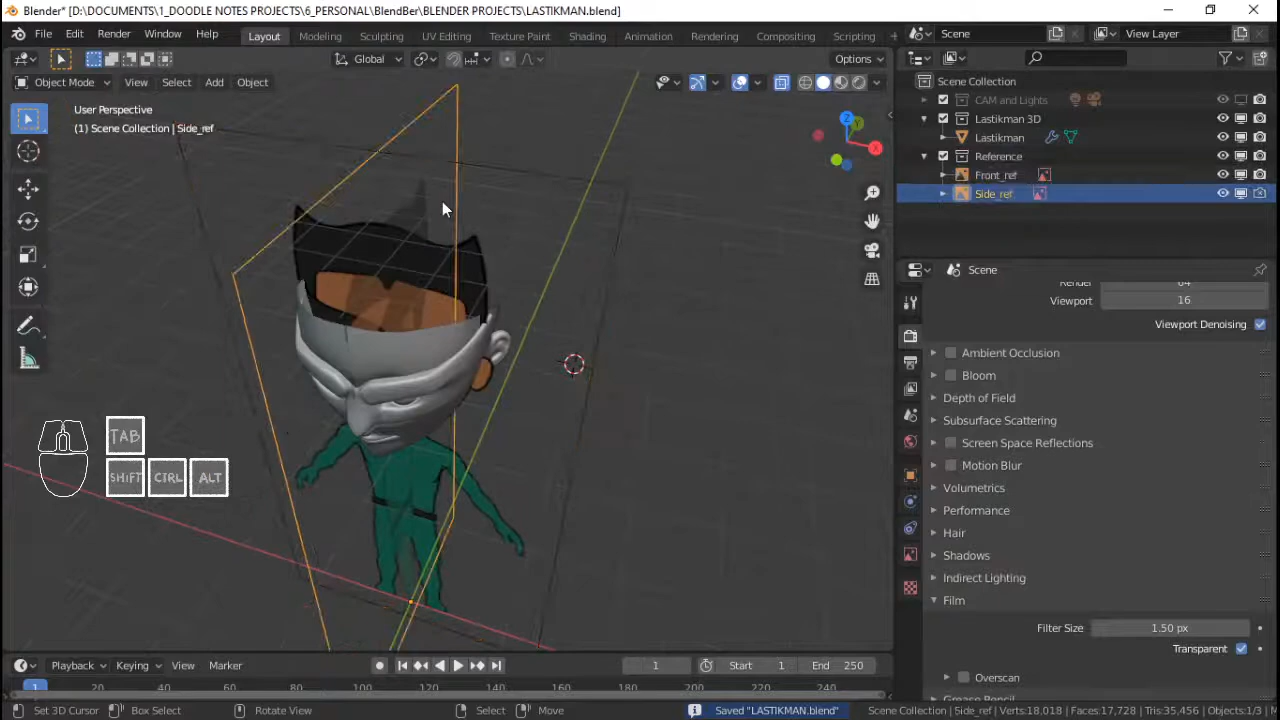 Blender* [D:\DOCUMENTS\1_DOODLE NOTES PROJECTS\6_PERSONAL\BlendBer\BLENDER PROJECTS\LASTIKMAN.blend]
File Edit Render Window Help Layout Modeling Sculpting UV Editing Texture Paint Shading Animation Rendering Compositing Scripting Scene View Layer
Global Options
Object Mode View Select Add Object
User Perspective
(1) Scene Collection | Side_ref
Z
Y
X
Scene Collection
CAM and Lights
Lastikman 3D
Lastikman
Reference
Front_ref
Side_ref
Scene
Viewport 16
Viewport Denoising
Ambient Occlusion
Bloom
Depth of Field
Subsurface Scattering
Screen Space Reflections
Motion Blur
Volumetrics
Performance
Hair
Shadows
Indirect Lighting
Film
Filter Size 1.50 px
Transparent
Overscan
TAB
SHIFT CTRL ALT
Playback Keying View Marker 1 Start 1 End 250
1 20 40 60 80 100 120 140 160 180 200 220 240
Set 3D Cursor Box Select Rotate View Select Move Saved "LASTIKMAN.blend" Scene Collection | Side_ref | Verts:18,018 | Faces:17,728 | Tris:35,456 | Objects:1/3 |